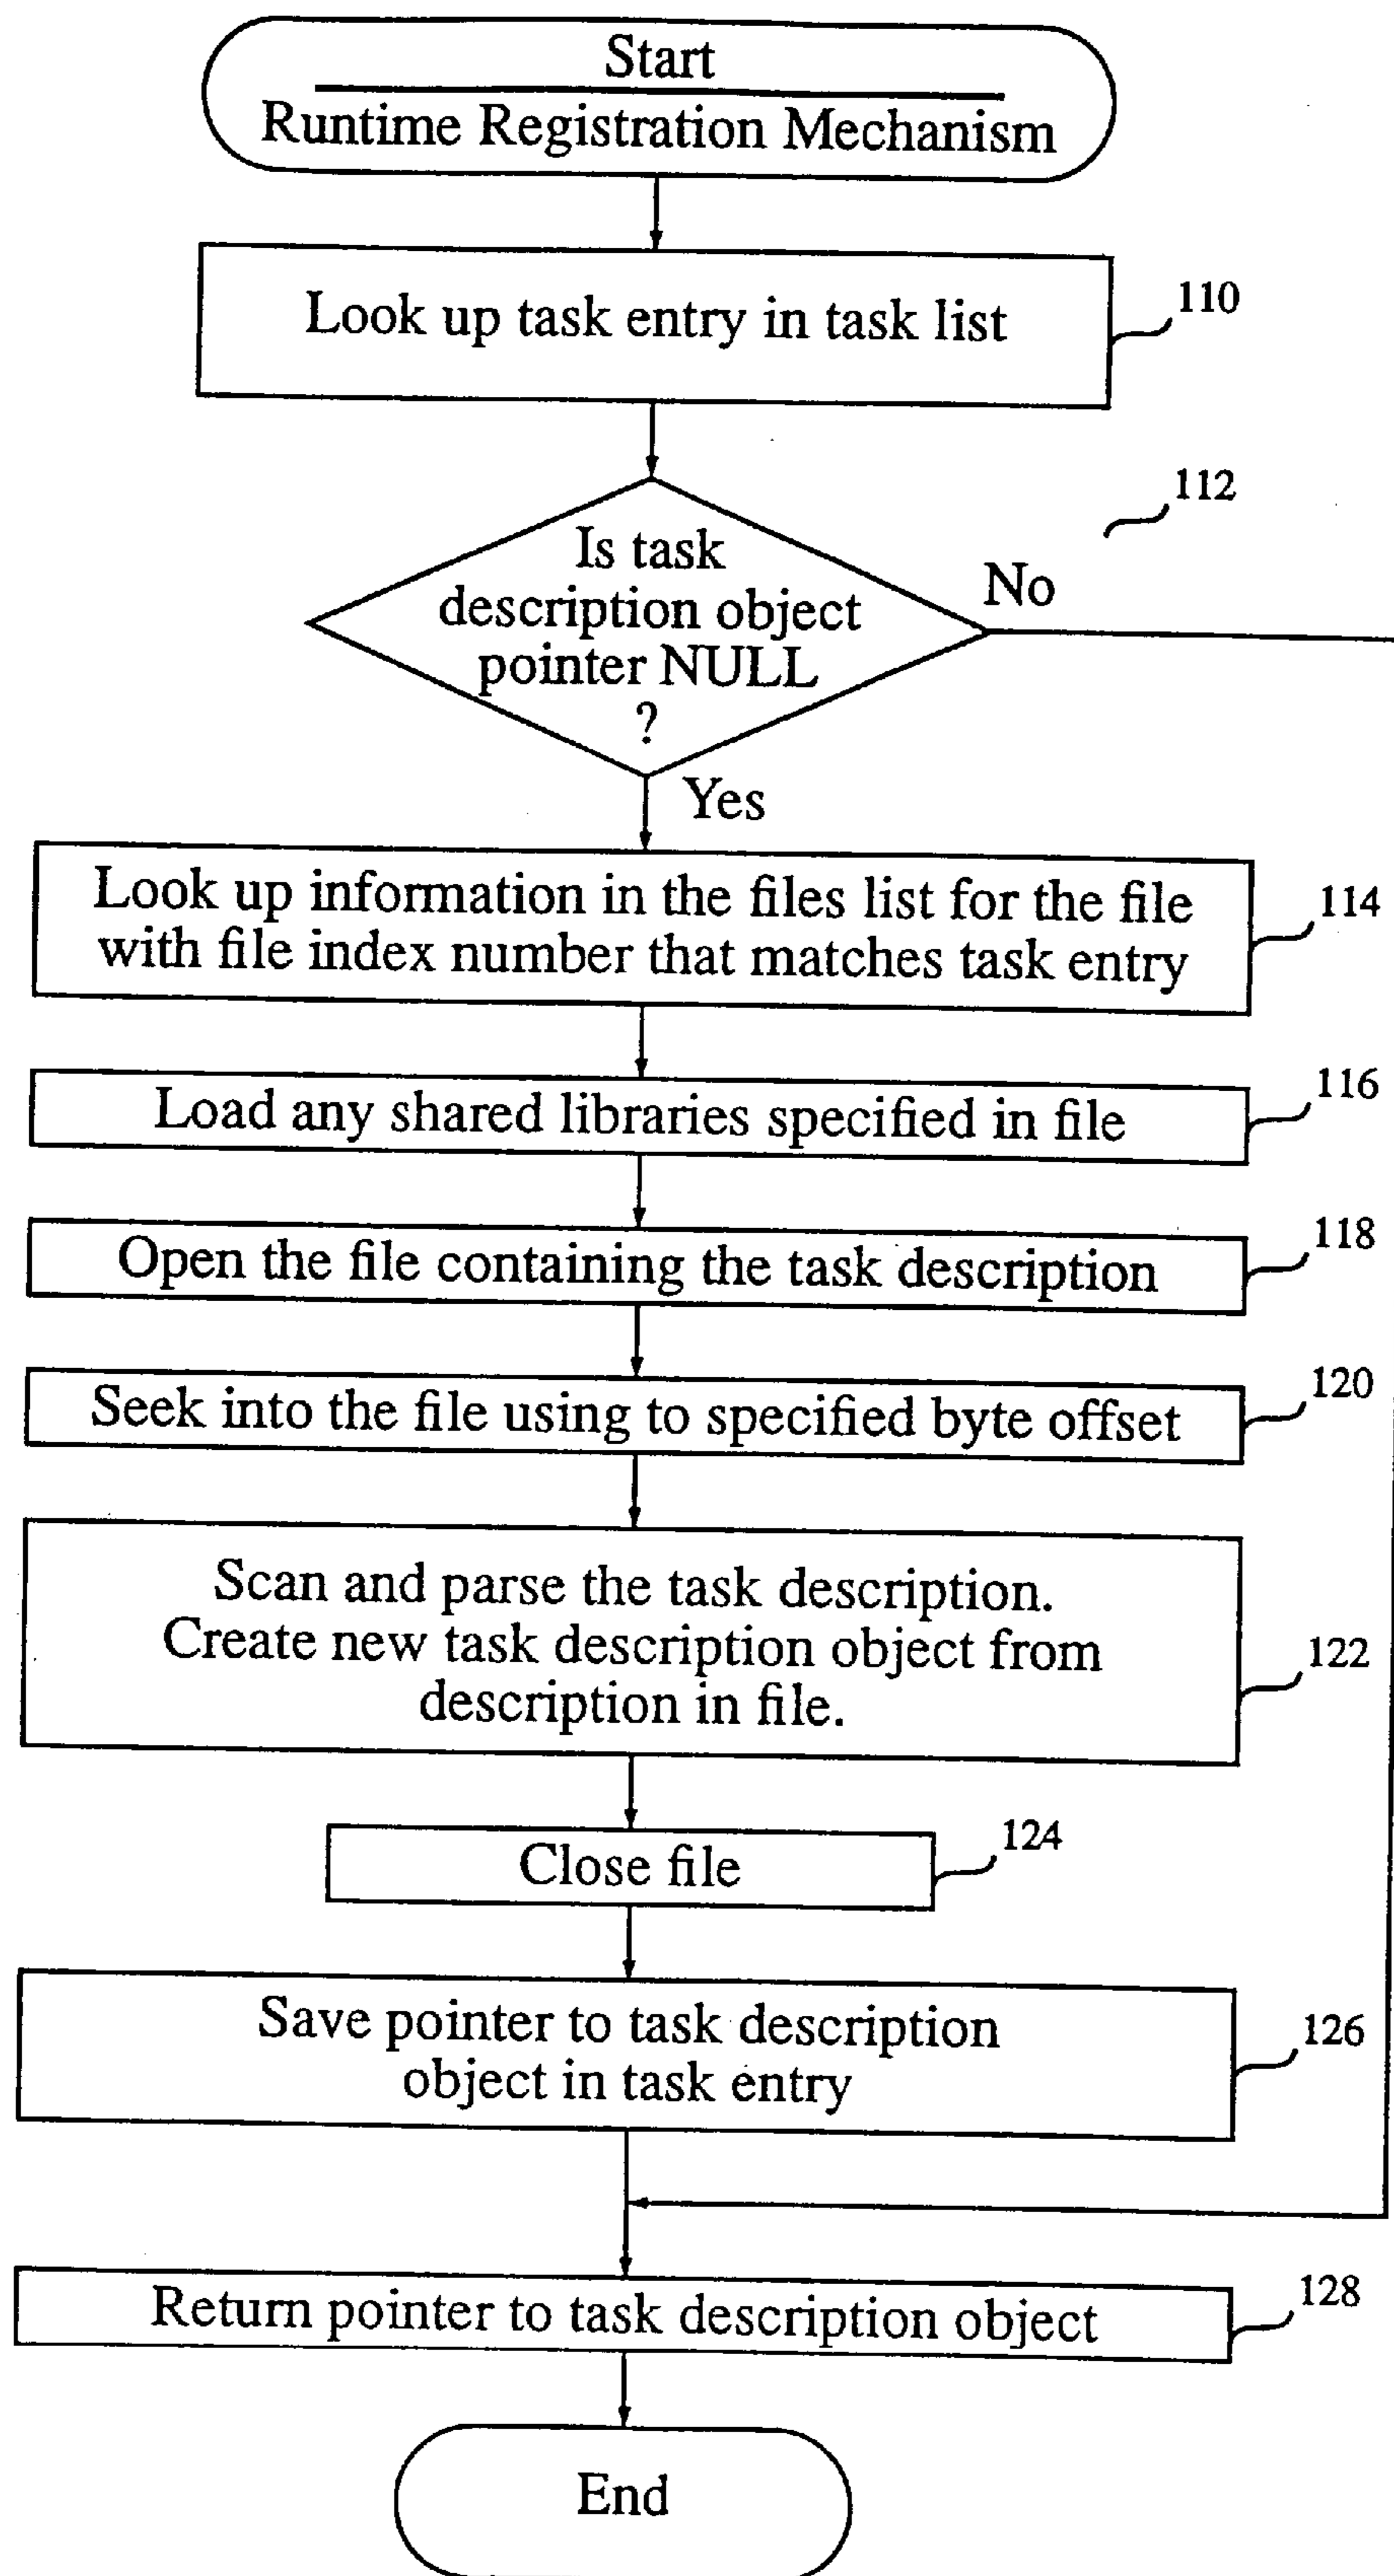 Start
Runtime Registration Mechanism
Look up task entry in task list
110
112
Is task
description object
pointer NULL
?
No
Yes
Look up information in the files list for the file
with file index number that matches task entry
114
Load any shared libraries specified in file
116
Open the file containing the task description
118
Seek into the file using to specified byte offset
120
Scan and parse the task description.
Create new task description object from
description in file.
122
Close file
124
Save pointer to task description
object in task entry
126
Return pointer to task description object
128
End